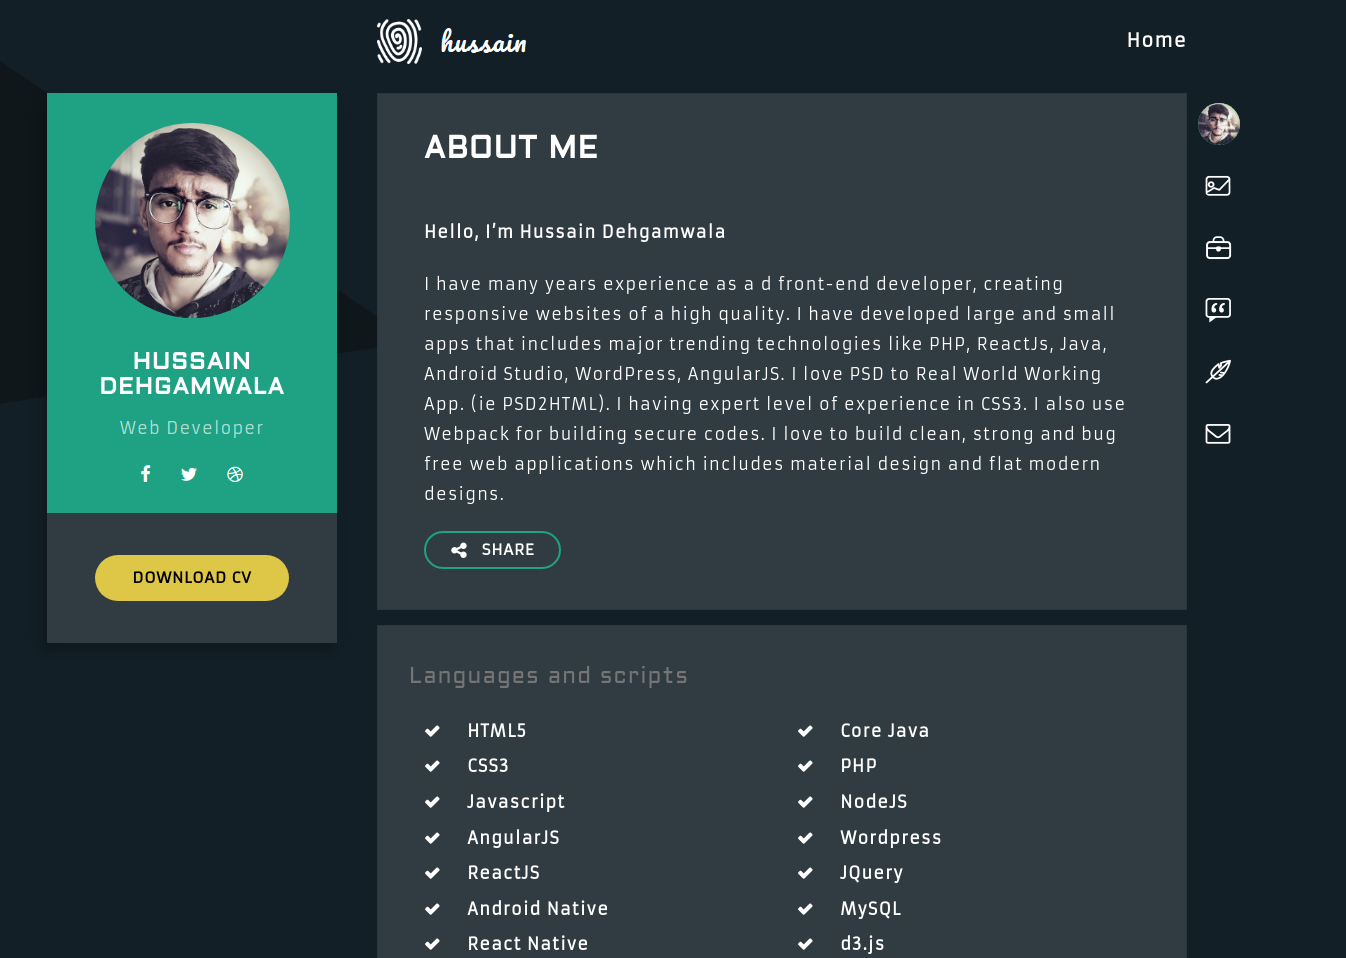 hussain
Home
HUSSAIN
DEHGAMWALA
Web Developer
DOWNLOAD CV
ABOUT ME
Hello, I’m Hussain Dehgamwala
I have many years experience as a d front-end developer, creating
responsive websites of a high quality. I have developed large and small
apps that includes major trending technologies like PHP, ReactJs, Java,
Android Studio, WordPress, AngularJS. I love PSD to Real World Working
App. (ie PSD2HTML). I having expert level of experience in CSS3. I also use
Webpack for building secure codes. I love to build clean, strong and bug
free web applications which includes material design and flat modern
designs.
SHARE
Languages and scripts
HTML5
CSS3
Javascript
AngularJS
ReactJS
Android Native
React Native
Core Java
PHP
NodeJS
Wordpress
JQuery
MySQL
d3.js